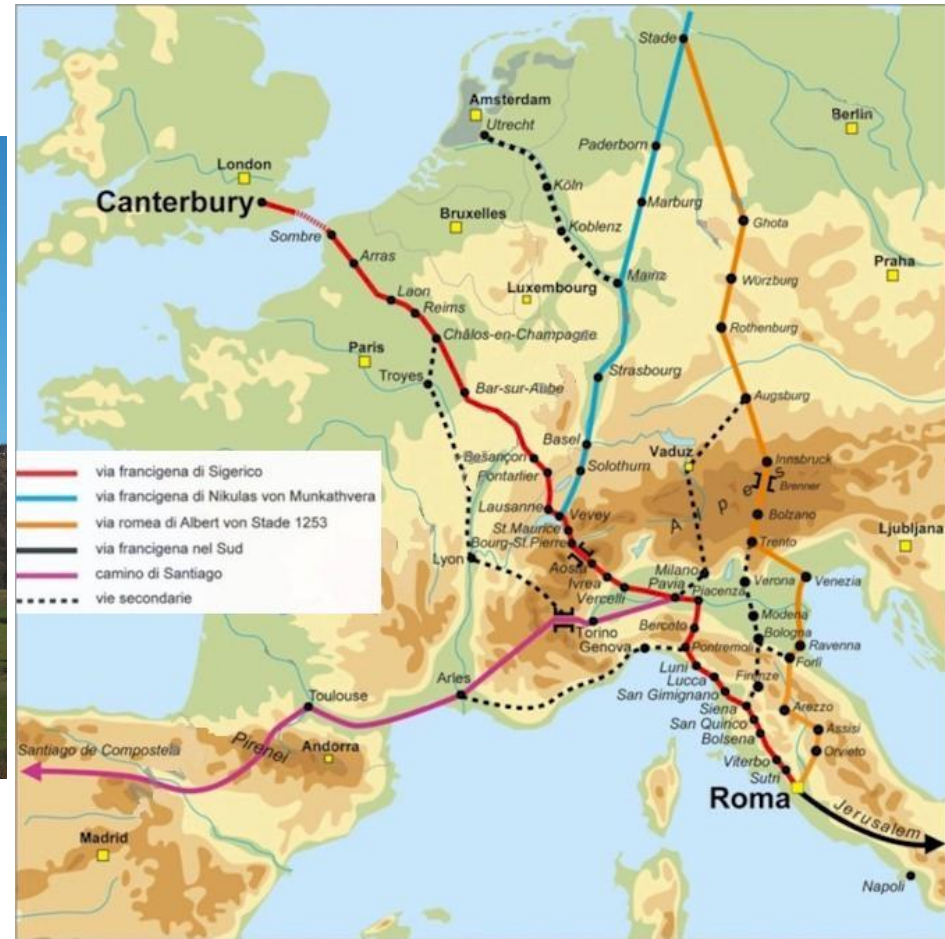 Stade
Amsterdam
Utrecht
Berlin
Paderborn
London
Canterbury
Köln
Marburg
Bruxelles
Koblenz
Ghota
Sombre
Praha
Arras
Mainz
Würzburg
Luxembourg
Laon
Reims
Rothenburg
Châlos-en-Champagne
Paris
Troyes
Strasbourg
Bar-sur-Aube
Augsburg
Basel
Besançon
Vaduz
Innsbruck
Solothurn
Pontarlier
Brenner
via francigena di Sigerico
via francigena di Nikulas von Munkathvera
via romea di Albert von Stade 1253
via francigena nel Sud
camino di Santiago
vie secondarie
Lausanne
Vevey
A l p e s
Bolzano
St.Maurice
Bourg-St.Pierre
Ljubljana
Trento
Lyon
Aosta
Ivrea
Vercelli
Milano
Pavia
Piacenza
Verona
Venezia
Modena
Torino
Berceto
Bologna
Genova
Pontremoli
Ravenna
Forlì
Luni
Lucca
Firenze
Arles
San Gimignano
Toulouse
Siena
Arezzo
San Quirico
Assisi
Bolsena
Santiago de Compostela
Pirenei
Andorra
Orvieto
Viterbo
Sutri
Roma
Jerusalem
Madrid
Napoli